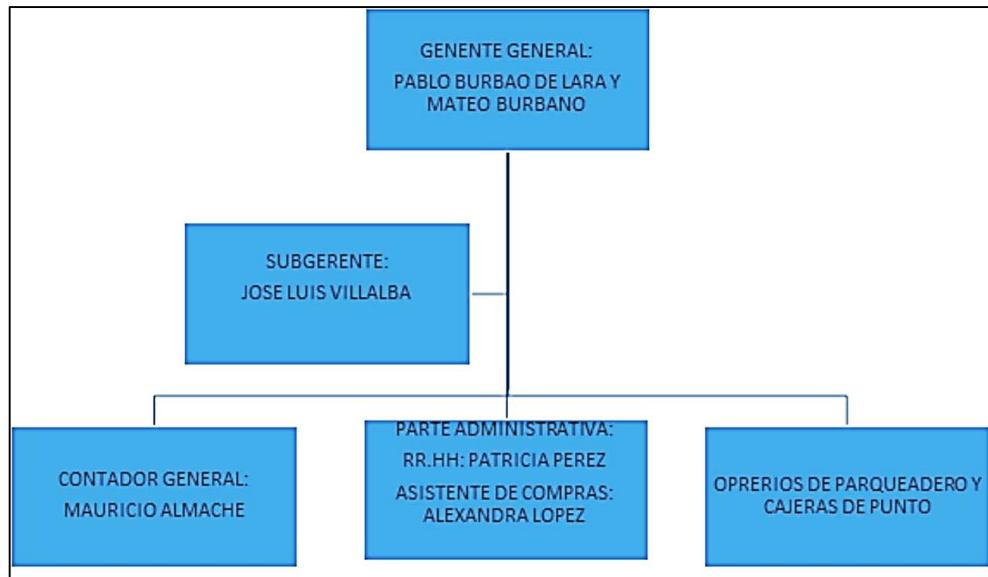 GENENTE GENERAL:
PABLO BURBAO DE LARA Y
MATEO BURBANO
SUBGERENTE:
JOSE LUIS VILLALBA
CONTADOR GENERAL:
MAURICIO ALMACHE
PARTE ADMINISTRATIVA:
RR.HH: PATRICIA PEREZ
ASISTENTE DE COMPRAS:
ALEXANDRA LOPEZ
OPRERIOS DE PARQUEADERO Y
CAJERAS DE PUNTO